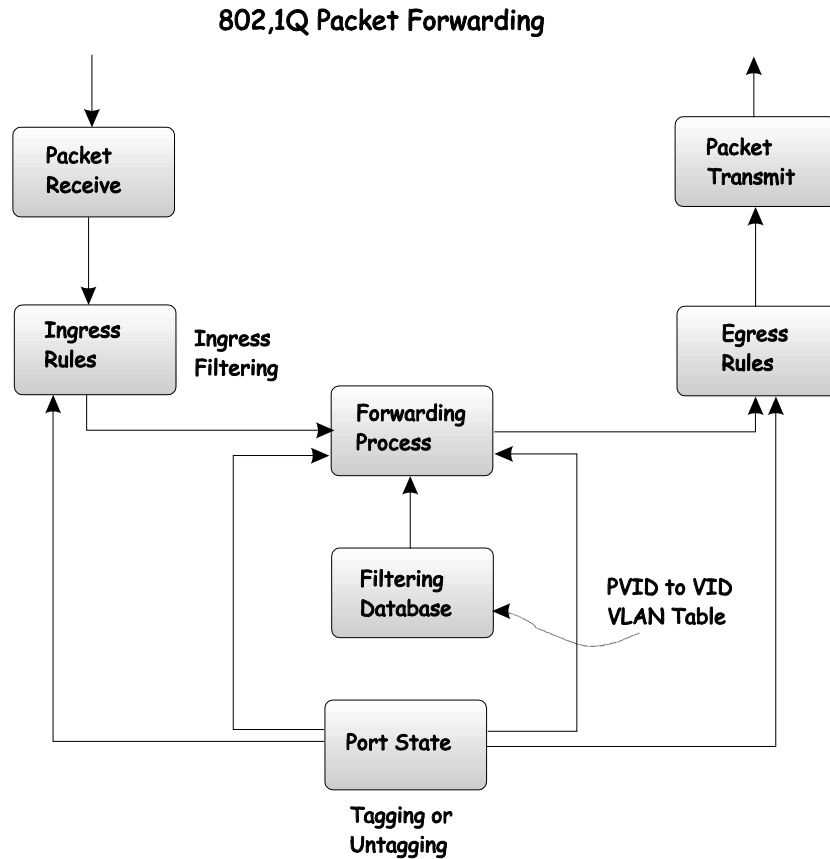 802,1Q Packet Forwarding
Packet
Receive
Packet
Transmit
Ingress
Rules
Ingress
Filtering
Egress
Rules
Forwarding
Process
Filtering
Database
PVID to VID
VLAN Table
Port State
Tagging or
Untagging